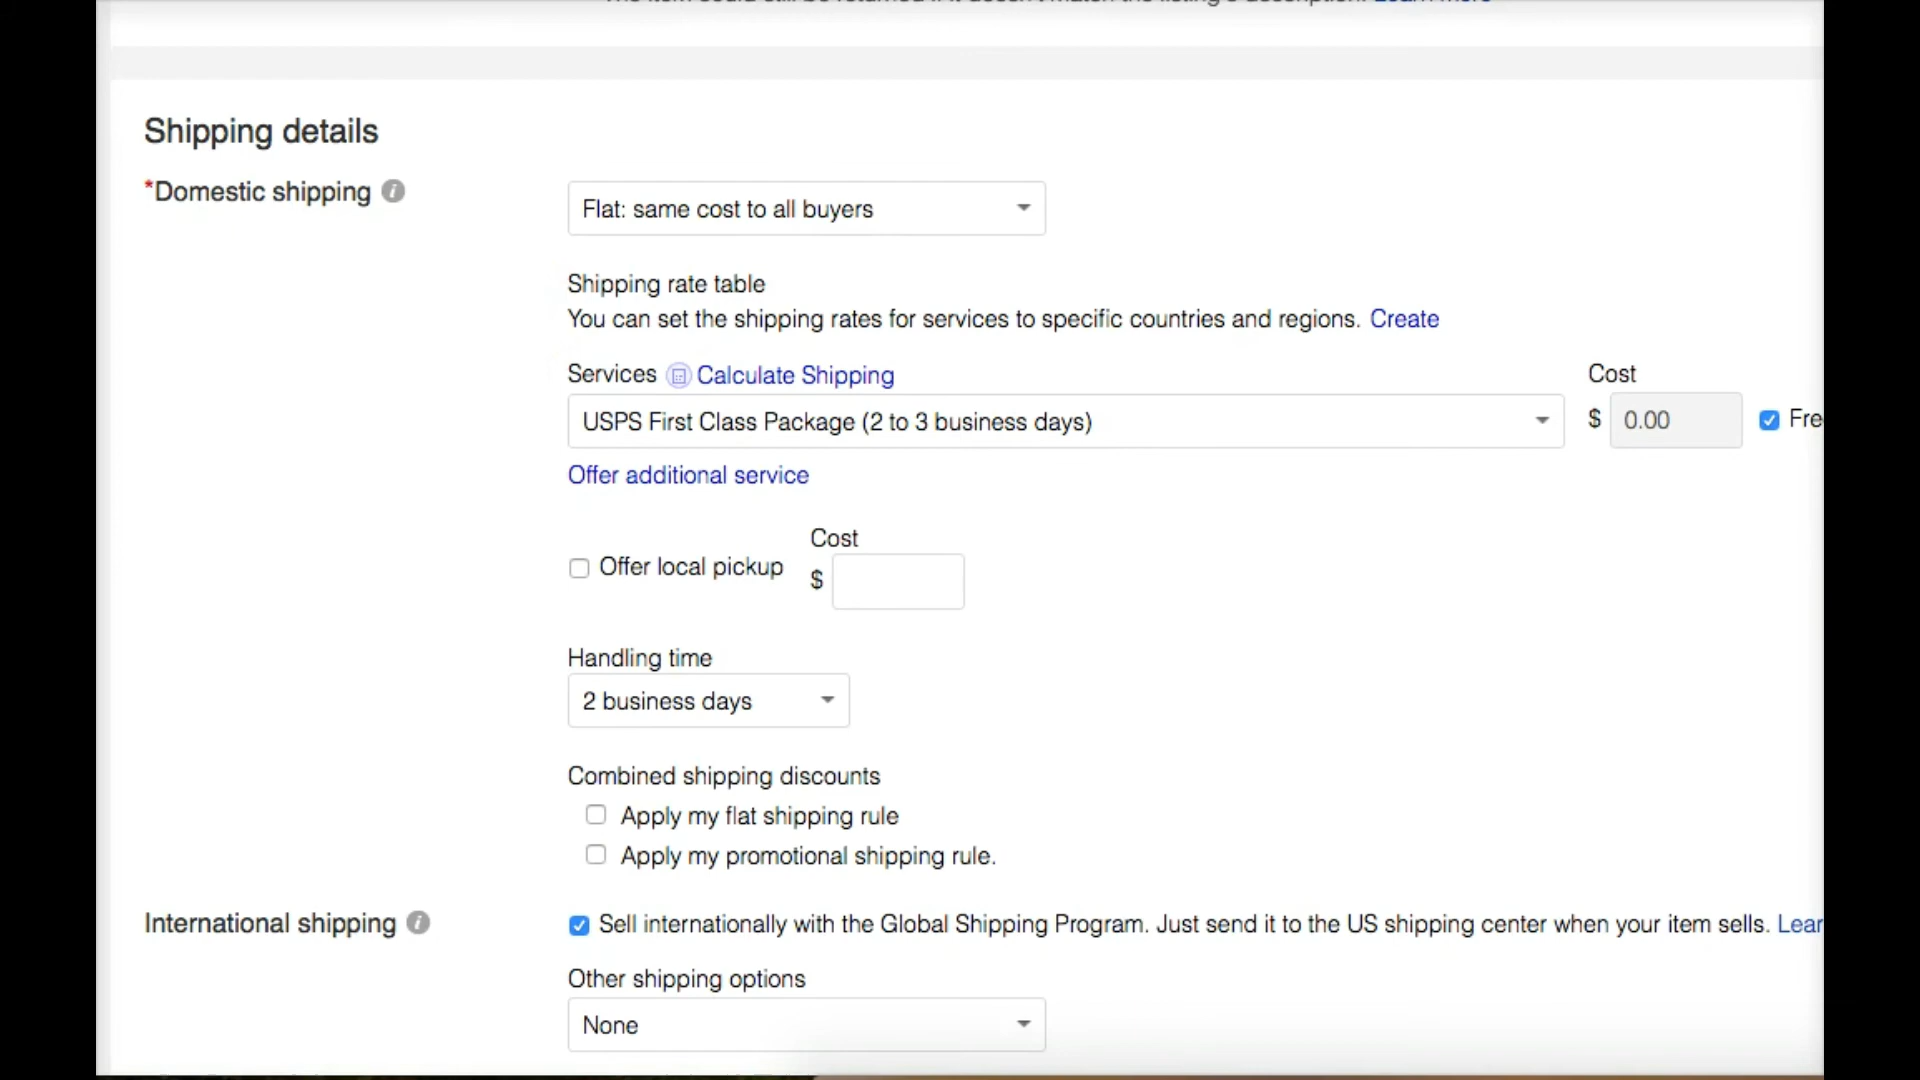 Shipping details
*Domestic shipping
Flat: same cost to all buyers
Shipping rate table
You can set the shipping rates for services to specific countries and regions. Create
Services Calculate Shipping
Cost
USPS First Class Package (2 to 3 business days)
$ 0.00
Fre
Offer additional service
Cost
Offer local pickup
$
Handling time
2 business days
Combined shipping discounts
Apply my flat shipping rule
Apply my promotional shipping rule.
International shipping
Sell internationally with the Global Shipping Program. Just send it to the US shipping center when your item sells. Lear
Other shipping options
None